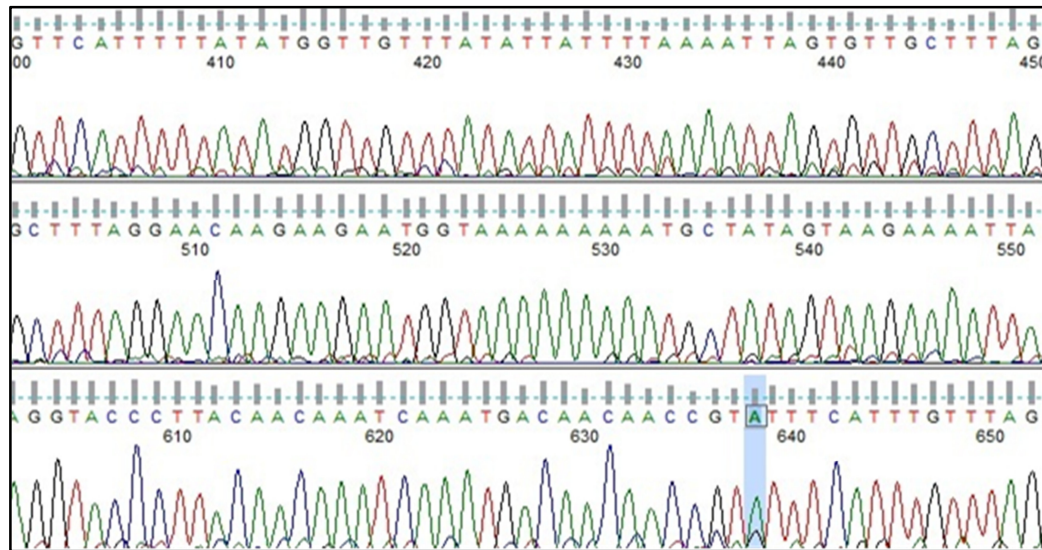 G T T C A T T T T T A T A T G G T T G T T T A T A T T A T T T T A A A A T T A G T G T T G C T T T A G
00 410 420 430 440 450
G C T T T A G G A A C A A G A A G A A T G G T A A A A A A A A A T G C T A T A G T A A G A A A A T T A
510 520 530 540 550
A G G T A C C C T T A C A A C A A A T C A A A T G A C A A C A A C C G T A T T T C A T T T G T T T A G
610 620 630 640 650